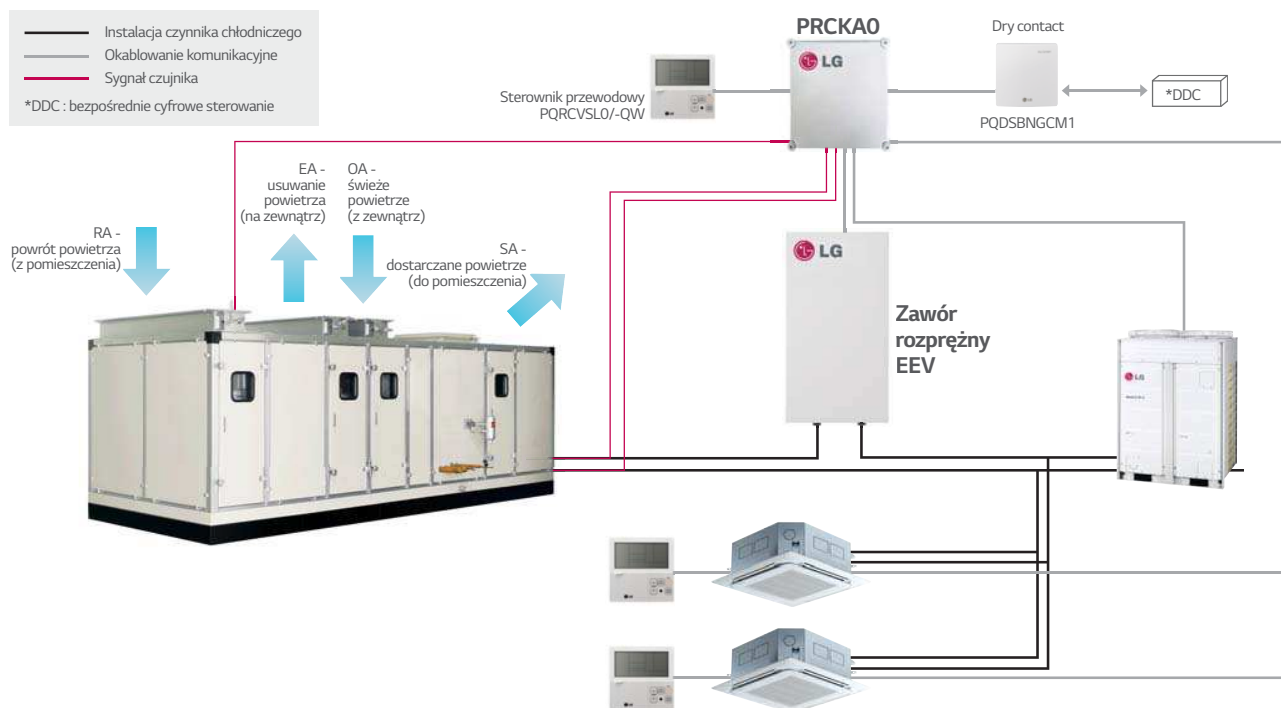 Instalacja czynnika chłodniczego
Okablowanie komunikacyjne
Sygnał czujnika
*DDC : bezpośrednie cyfrowe sterowanie
PRCKA0
LG
Dry contact
Sterownik przewodowy
PQRCVSL0/-QW
PQDSBNGCM1
*DDC
RA -
powrót powietrza
(z pomieszczenia)
EA -
usuwanie
powietrza
(na zewnątrz)
OA -
świeże
powietrze
(z zewnątrz)
SA -
dostarczane powietrze
(do pomieszczenia)
LG
Zawór
rozprężny
EEV
LG